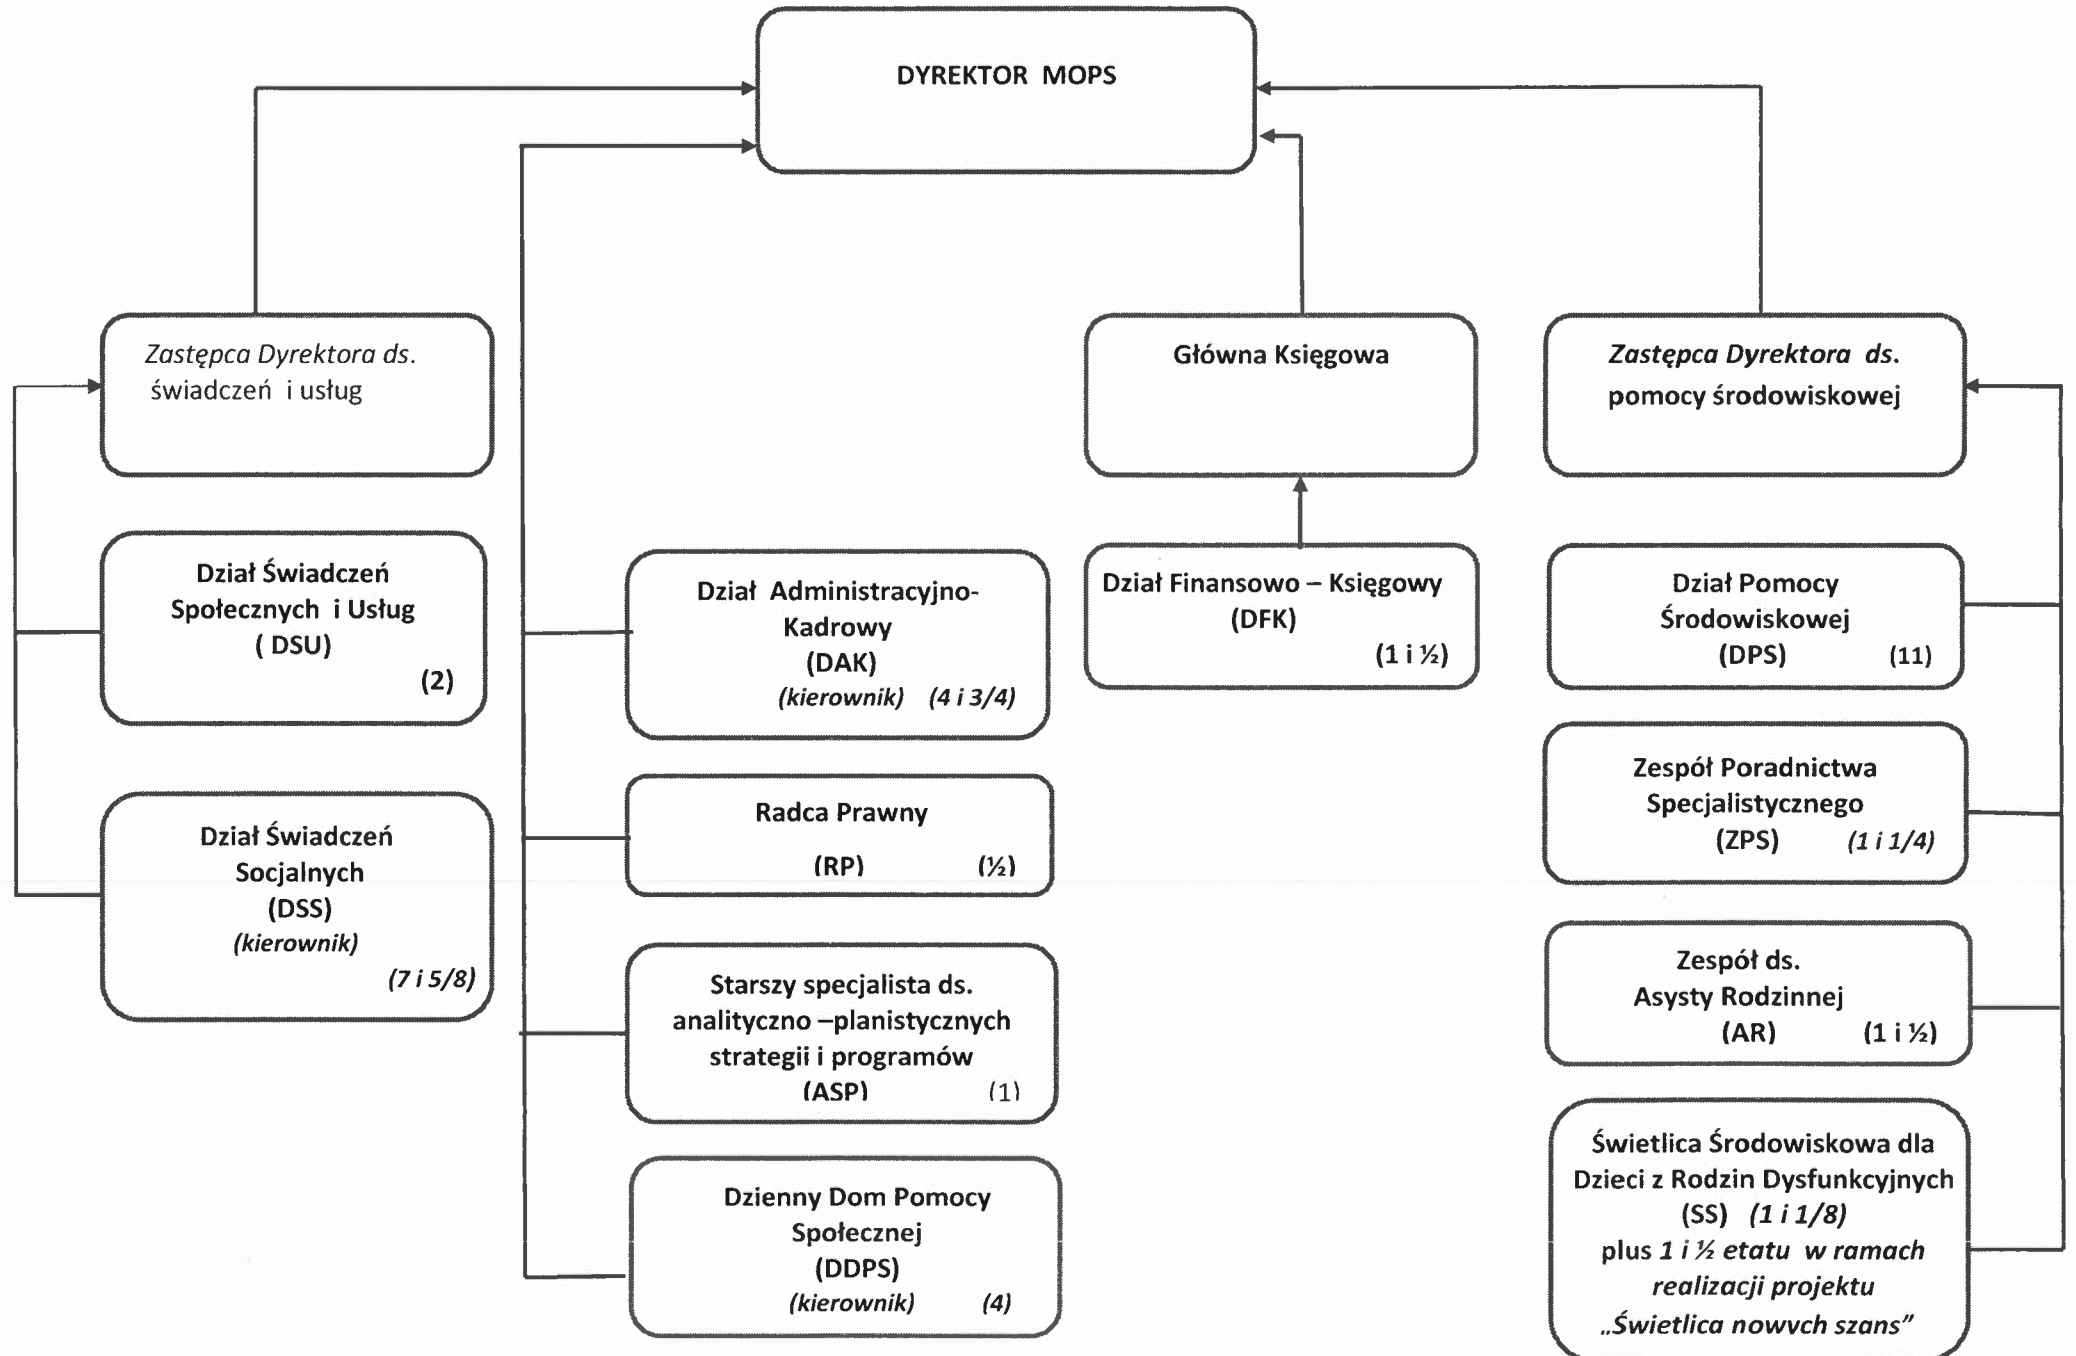 DYREKTOR MOPS
Zastępca Dyrektora ds.
świadczeń i usług
Główna Księgowa
Zastępca Dyrektora ds.
pomocy środowiskowej
Dział Świadczeń
Społecznych i Usług
( DSU)
(2)
Dział Świadczeń
Socjalnych
(DSS)
(kierownik)
(7 i 5/8)
Dział Administracyjno-
Kadrowy
(DAK)
(kierownik) (4 i 3/4)
Radca Prawny
(RP) (½)
Starszy specjalista ds.
analityczno –planistycznych
strategii i programów
(ASP) (1)
Dzienny Dom Pomocy
Społecznej
(DDPS)
(kierownik) (4)
Dział Finansowo – Księgowy
(DFK)
(1 i ½)
Dział Pomocy
Środowiskowej
(DPS) (11)
Zespół Poradnictwa
Specjalistycznego
(ZPS) (1 i 1/4)
Zespół ds.
Asysty Rodzinnej
(AR) (1 i ½)
Świetlica Środowiskowa dla
Dzieci z Rodzin Dysfunkcyjnych
(SS) (1 i 1/8)
plus 1 i ½ etatu w ramach
realizacji projektu
„Świetlica nowych szans”